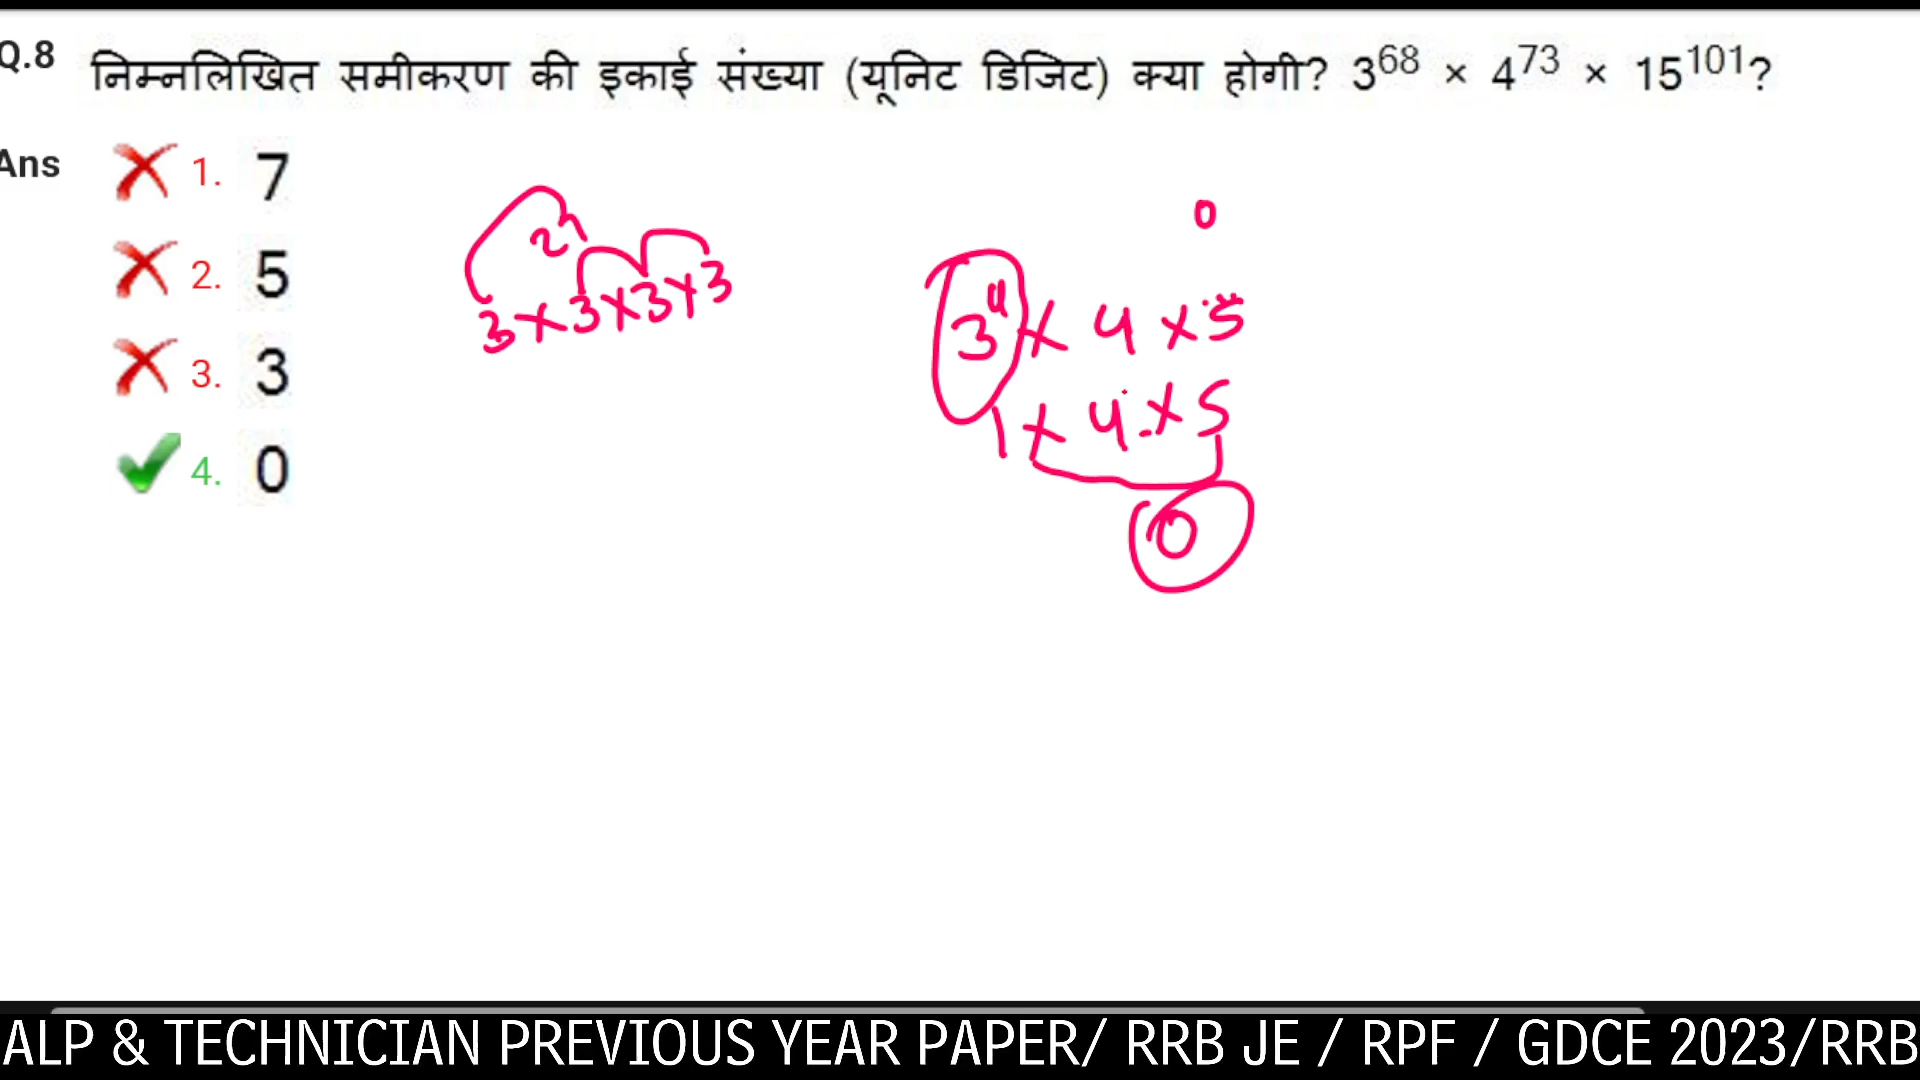 Q.8 निम्नलिखित समीकरण की इकाई संख्या (यूनिट डिजिट) क्या होगी? 3^68 × 4^73 × 15^101?
Ans
1. 7
2. 5
3. 3
4. 0
3×3×3×3
0
3^4 × 4 × 5
1 × 4 × 5
0
ALP & TECHNICIAN PREVIOUS YEAR PAPER/ RRB JE / RPF / GDCE 2023/RRB